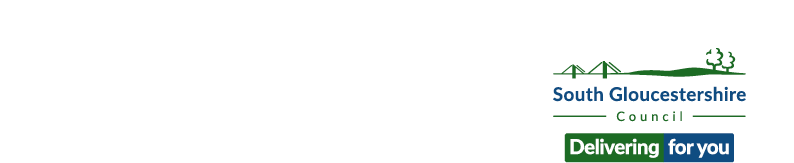 South Gloucestershire
Council
Delivering for you